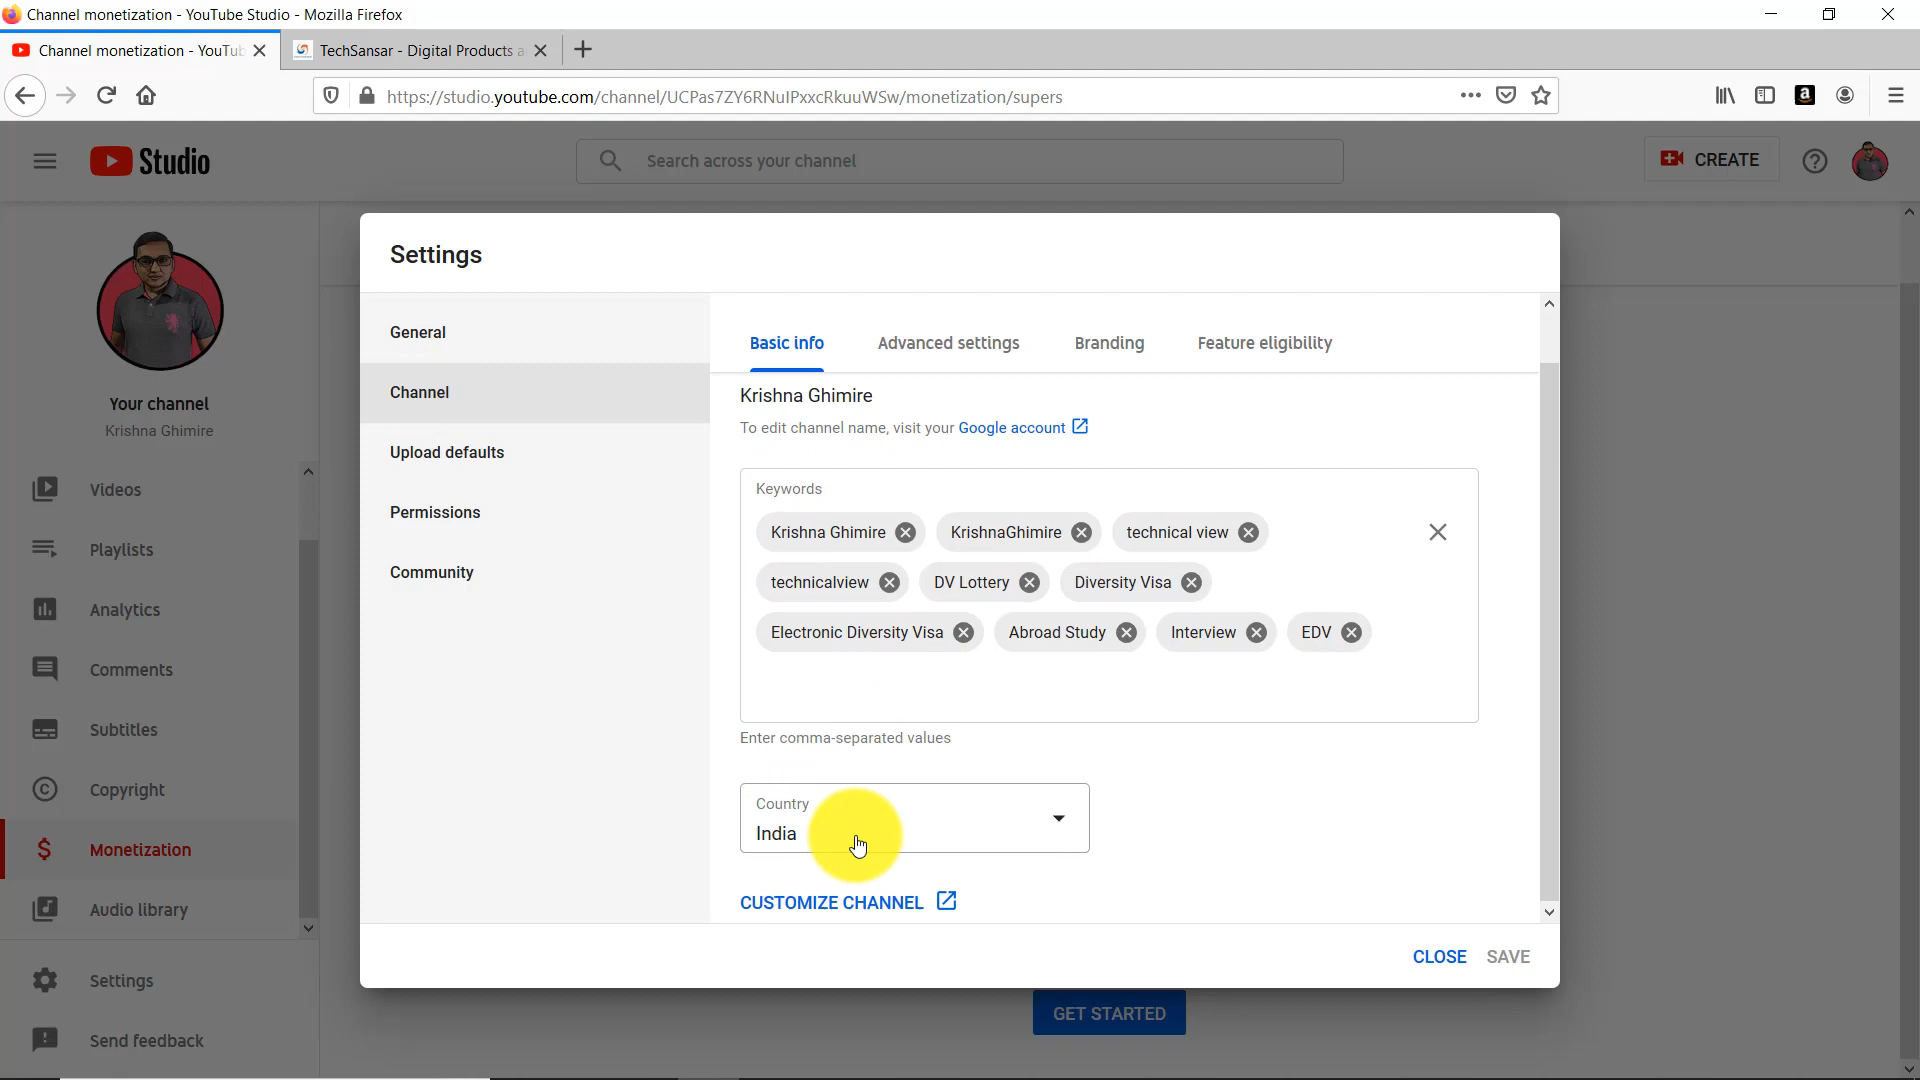 Channel monetization - YouTube Studio - Mozilla Firefox
Channel monetization - YouTub
TechSansar - Digital Products a
https://studio.youtube.com/channel/UCPas7ZY6RNuIPxxcRkuuWSw/monetization/supers
Studio
Search across your channel
CREATE
Your channel
Krishna Ghimire
Videos
Playlists
Analytics
Comments
Subtitles
Copyright
Monetization
Audio library
Settings
Send feedback
Settings
General
Channel
Upload defaults
Permissions
Community
Basic info Advanced settings Branding Feature eligibility
Krishna Ghimire
To edit channel name, visit your Google account
Keywords
Krishna Ghimire KrishnaGhimire technical view
technicalview DV Lottery Diversity Visa
Electronic Diversity Visa Abroad Study Interview EDV
Enter comma-separated values
Country
India
CUSTOMIZE CHANNEL
CLOSE SAVE
GET STARTED